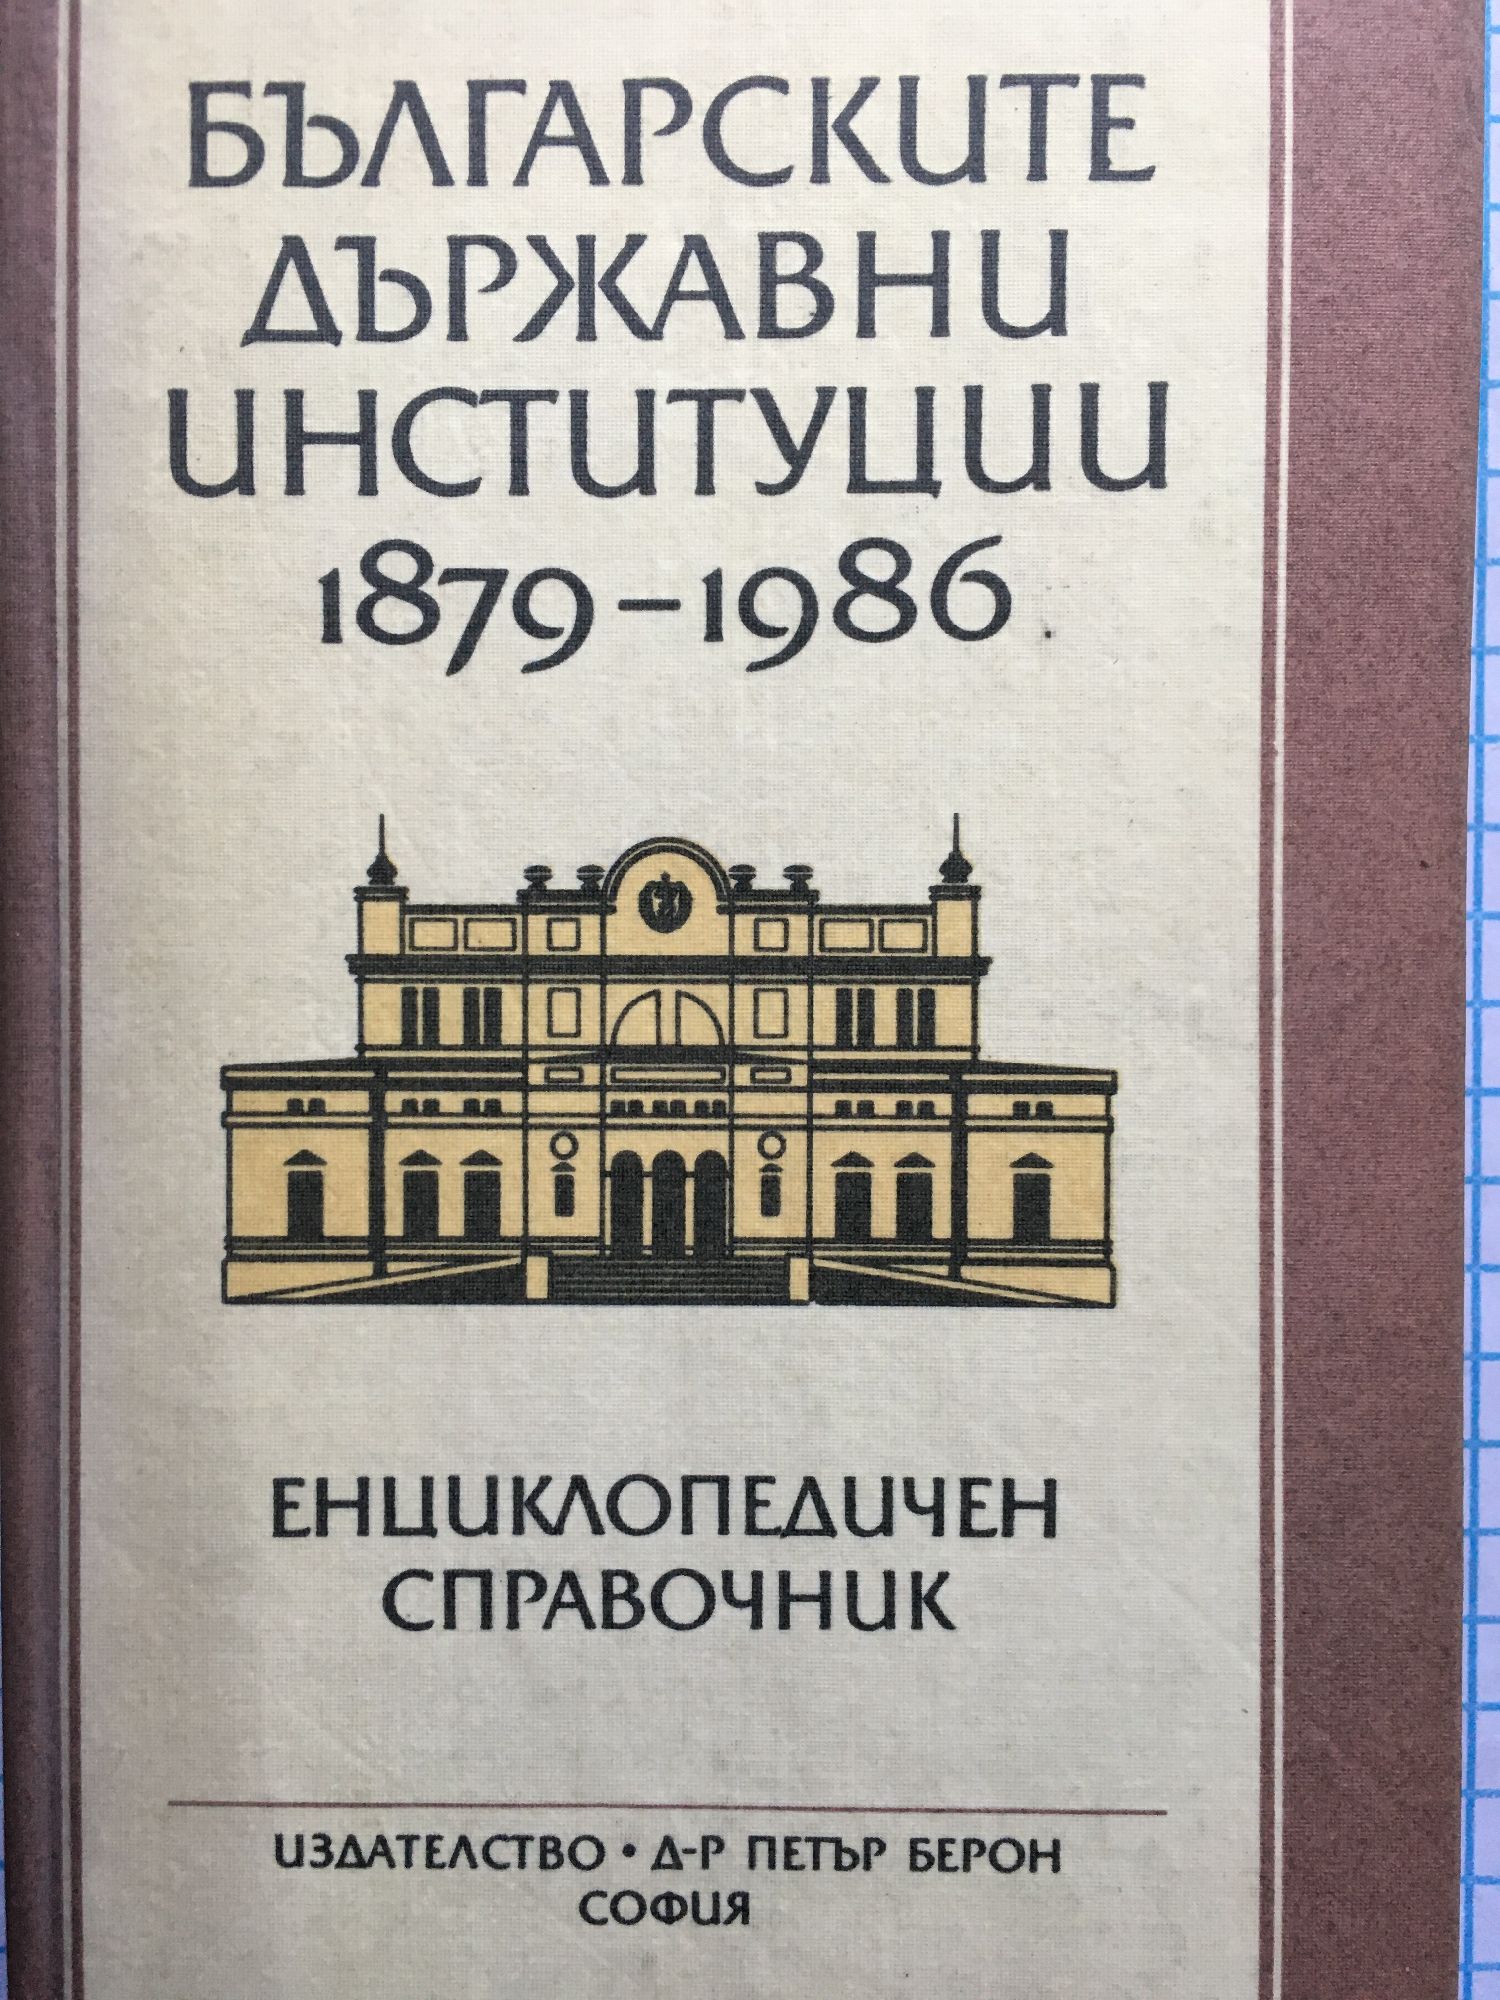 БЪЛГАРСКИТЕ
ДЪРЖАВНИ
ИНСТИТУЦИИ
1879–1986
ЕНЦИКЛОПЕДИЧЕН
СПРАВОЧНИК
ИЗДАТЕЛСТВО • Д-Р ПЕТЪР БЕРОН
СОФИЯ